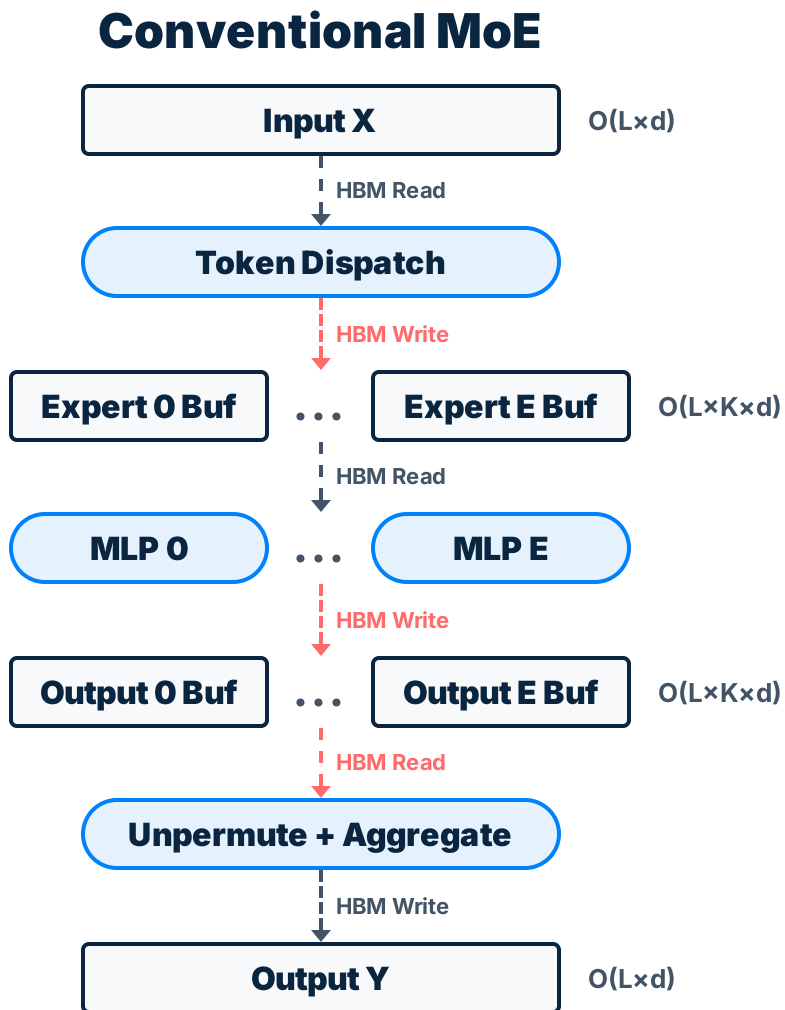 Conventional MoE
Input X
O(L×d)
HBM Read
Token Dispatch
HBM Write
Expert 0 Buf
...
Expert E Buf
O(L×K×d)
HBM Read
MLP 0
...
MLP E
HBM Write
Output 0 Buf
...
Output E Buf
O(L×K×d)
HBM Read
Unpermute + Aggregate
HBM Write
Output Y
O(L×d)